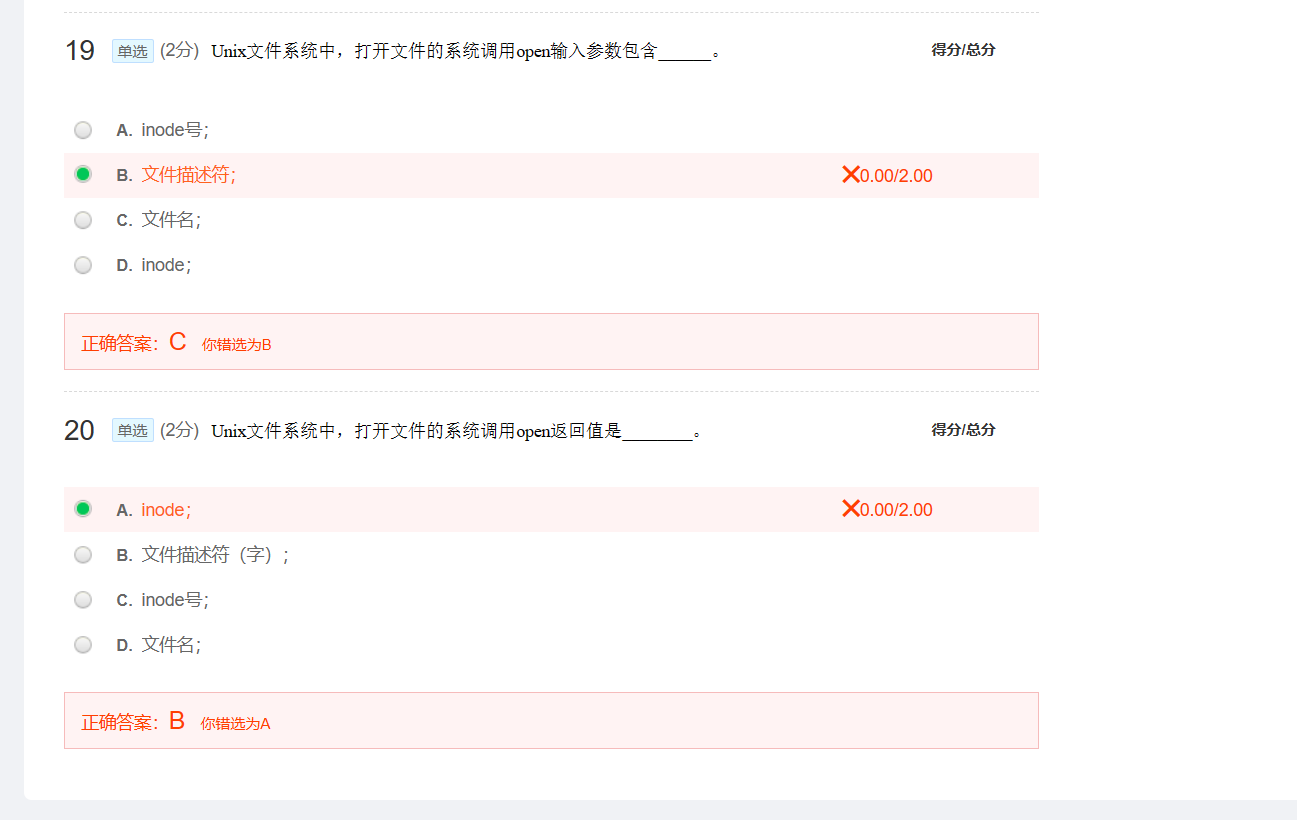 19 单选 (2分) Unix文件系统中，打开文件的系统调用open输入参数包含______。 得分/总分
A. inode号；
B. 文件描述符； ✕0.00/2.00
C. 文件名；
D. inode；
正确答案：C 你错选为B
20 单选 (2分) Unix文件系统中，打开文件的系统调用open返回值是________。 得分/总分
A. inode； ✕0.00/2.00
B. 文件描述符（字）；
C. inode号；
D. 文件名；
正确答案：B 你错选为A